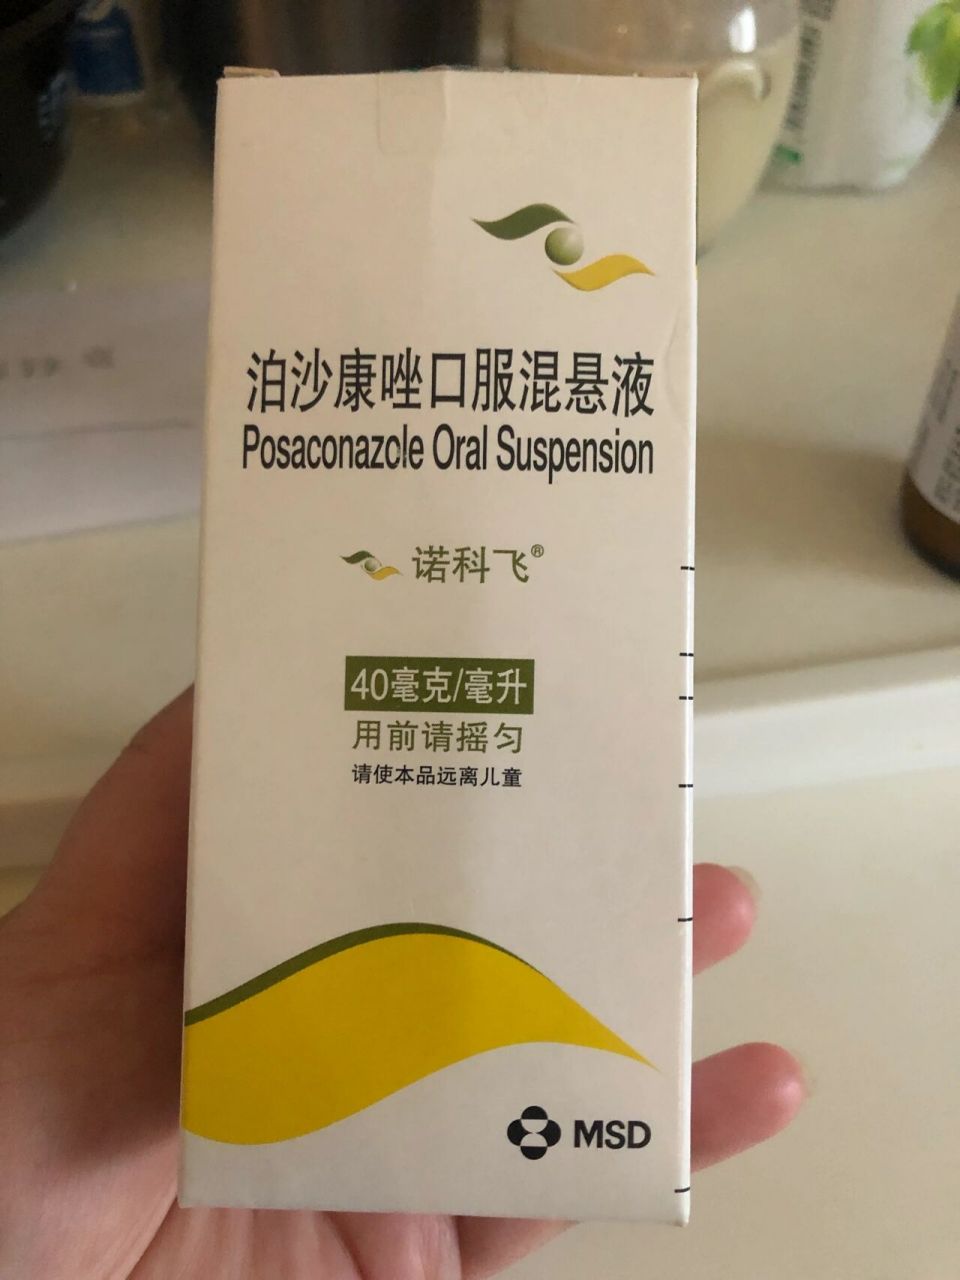 泊沙康唑口服混悬液
Posaconazole Oral Suspension
诺科飞®
40毫克/毫升
用前请摇匀
请使本品远离儿童
MSD